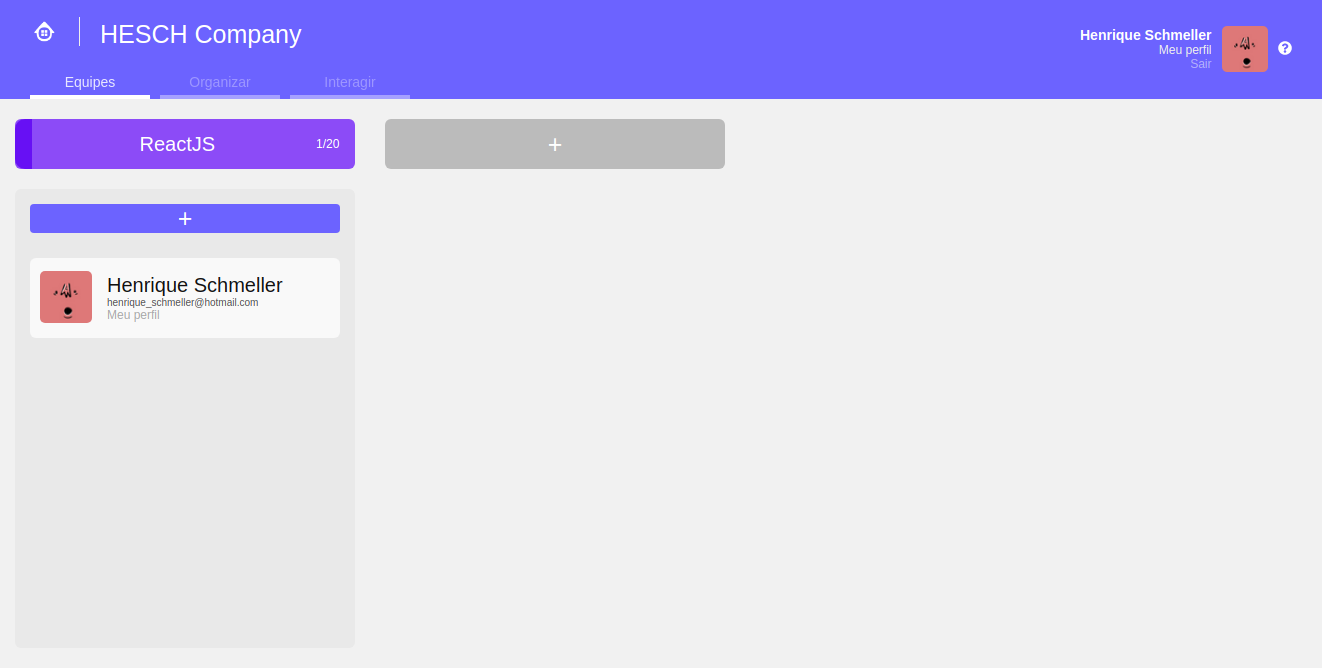 HESCH Company
Henrique Schmeller
Meu perfil
Sair
Equipes
Organizar
Interagir
ReactJS
1/20
+
+
Henrique Schmeller
henrique_schmeller@hotmail.com
Meu perfil